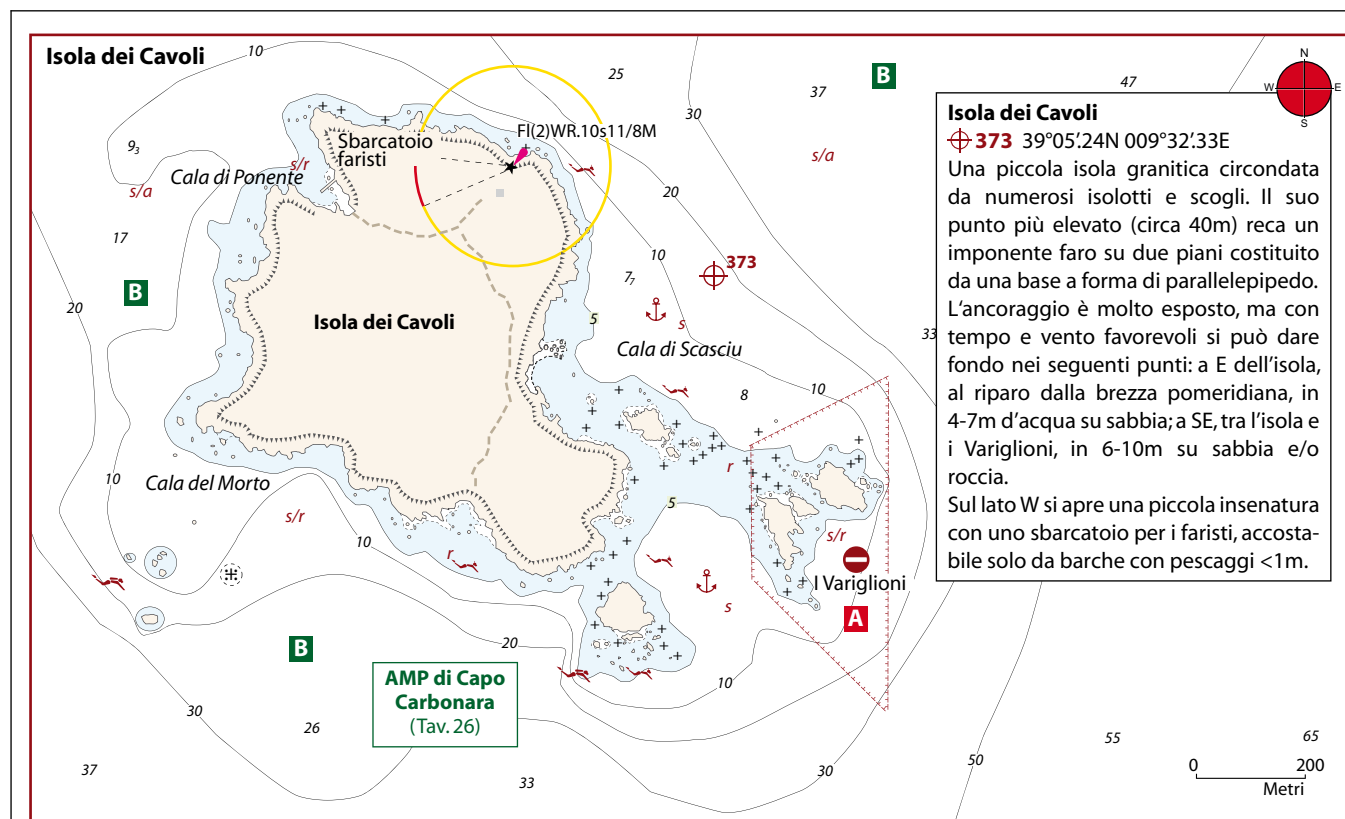 Isola dei Cavoli
10
25
37
B
47
30
N
W
E
S
Fl(2)WR.10s11/8M
Sbarcatoio
faristi
9₃
s/r
Cala di Ponente
s/a
s/a
20
17
B
10
373
7₇
20
5
s
Isola dei Cavoli
Cala di Scasciu
33
10
8
Isola dei Cavoli
373 39°05'.24N 009°32'.33E
Una piccola isola granitica circondata
da numerosi isolotti e scogli. Il suo
punto più elevato (circa 40m) reca un
imponente faro su due piani costituito
da una base a forma di parallelepipedo.
L'ancoraggio è molto esposto, ma con
tempo e vento favorevoli si può dare
fondo nei seguenti punti: a E dell'isola,
al riparo dalla brezza pomeridiana, in
4-7m d'acqua su sabbia; a SE, tra l'isola e
i Variglioni, in 6-10m su sabbia e/o
roccia.
Sul lato W si apre una piccola insenatura
con uno sbarcatoio per i faristi, accosta-
bile solo da barche con pescaggi <1m.
10
Cala del Morto
r
5
s/r
s/r
10
r
I Variglioni
s
A
B
20
10
AMP di Capo
Carbonara
(Tav. 26)
30
26
37
33
30
50
55
65
0
200
Metri